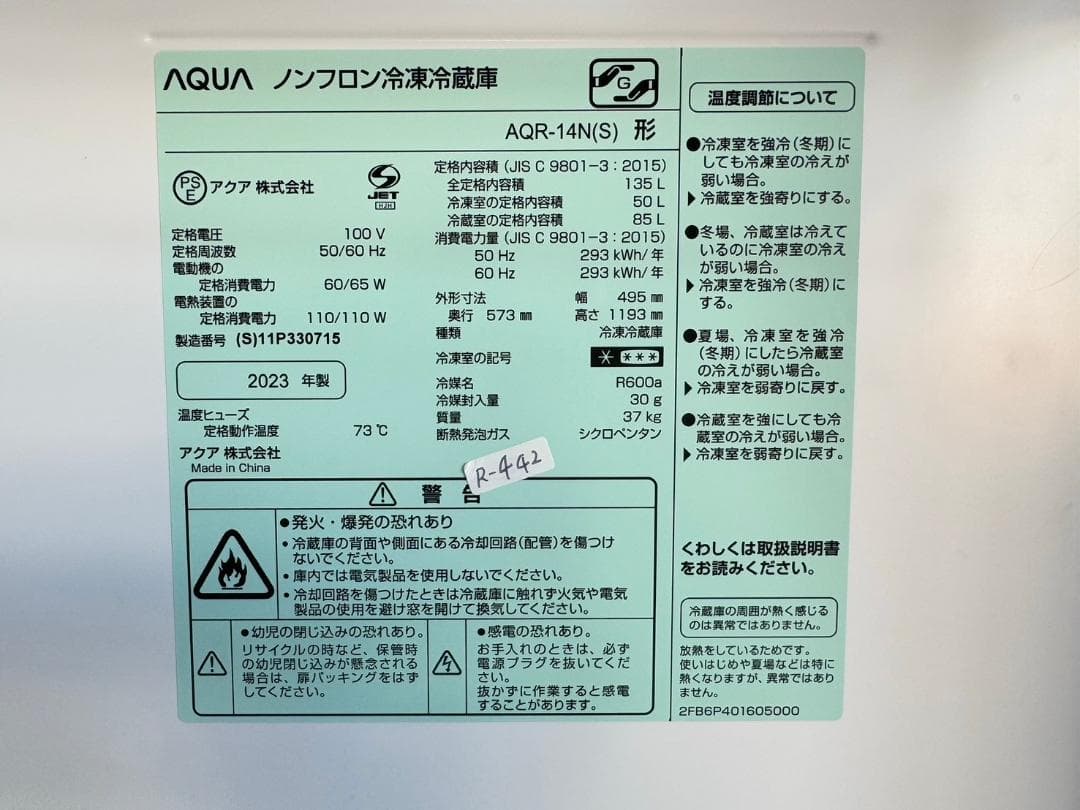 AQUA ノンフロン冷凍冷蔵庫
G
AQR-14N(S) 形
PS
E
アクア 株式会社
S
JET
定格電圧 100 V
定格周波数 50/60 Hz
電動機の
定格消費電力 60/65 W
電熱装置の
定格消費電力 110/110 W
製造番号 (S)11P330715
2023 年製
温度ヒューズ
定格動作温度 73 ℃
アクア 株式会社
Made in China
定格内容積 (JIS C 9801-3：2015)
全定格内容積 135 L
冷凍室の定格内容積 50 L
冷蔵室の定格内容積 85 L
消費電力量 (JIS C 9801-3：2015)
50 Hz 293 kWh/年
60 Hz 293 kWh/年
外形寸法 幅 495 ㎜
奥行 573 ㎜ 高さ 1193 ㎜
種類 冷凍冷蔵庫
冷凍室の記号 * ***
冷媒名 R600a
冷媒封入量 30 g
質量 37 kg
断熱発泡ガス シクロペンタン
R-442
警告
●発火・爆発の恐れあり
・冷蔵庫の背面や側面にある冷却回路(配管)を傷つけ
ないでください。
・庫内では電気製品を使用しないでください。
・冷却回路を傷つけたときは冷蔵庫に触れず火気や電気
製品の使用を避け窓を開けて換気してください。
●幼児の閉じ込みの恐れあり。
リサイクルの時など、保管時
の幼児閉じ込みが懸念される
場合は、扉パッキングをはず
してください。
●感電の恐れあり。
お手入れのときは、必ず
電源プラグを抜いてくだ
さい。
抜かずに作業すると感電
することがあります。
温度調節について
●冷凍室を強冷(冬期)に
しても冷凍室の冷えが
弱い場合。
▶冷蔵室を強寄りにする。
●冬場、冷蔵室は冷えて
いるのに冷凍室の冷え
が弱い場合。
▶冷凍室を強冷(冬期)に
する。
●夏場、冷凍室を強冷
(冬期)にしたら冷蔵室
の冷えが弱い場合。
▶冷凍室を弱寄りに戻す。
●冷蔵室を強にしても冷
蔵室の冷えが弱い場合。
▶冷凍室を弱寄りに戻す。
くわしくは取扱説明書
をお読みください。
冷蔵庫の周囲が熱く感じる
のは異常ではありません。
放熱をしているためです。
使いはじめや夏場などは特に
熱くなりますが、異常ではあり
ません。
2FB6P401605000